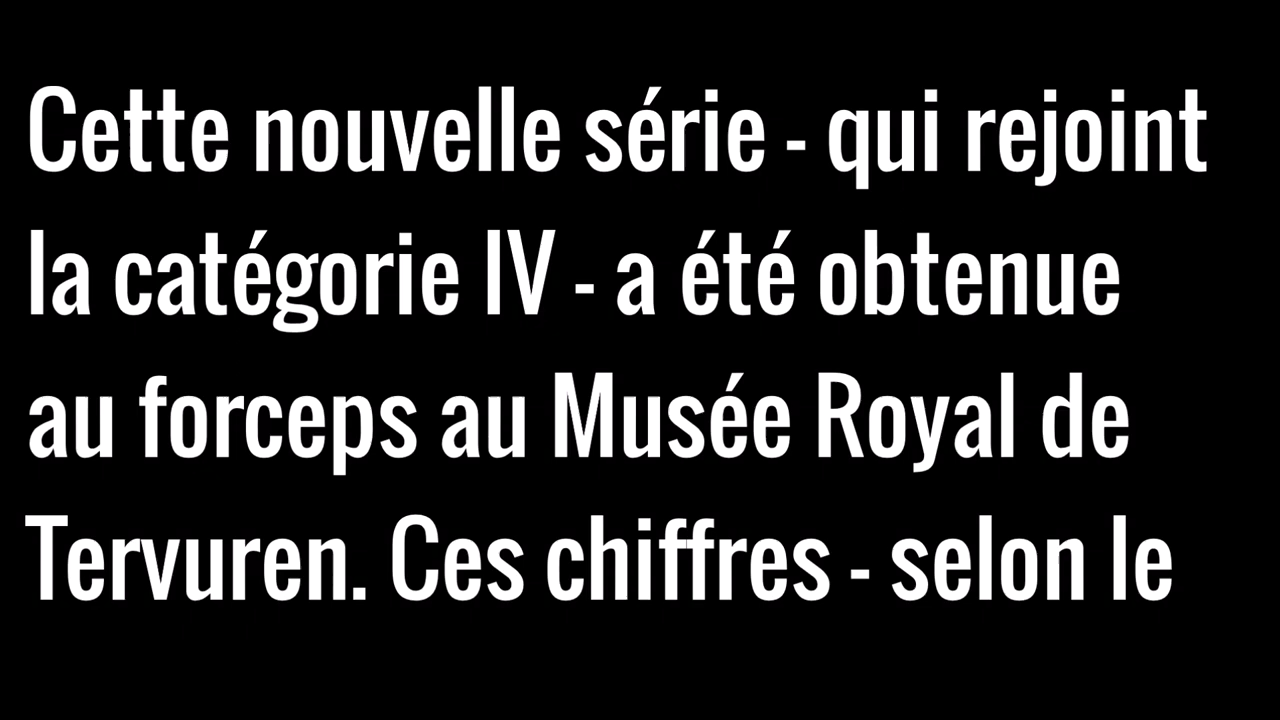 Cette nouvelle série - qui rejoint
la catégorie IV - a été obtenue
au forceps au Musée Royal de
Tervuren. Ces chiffres - selon le